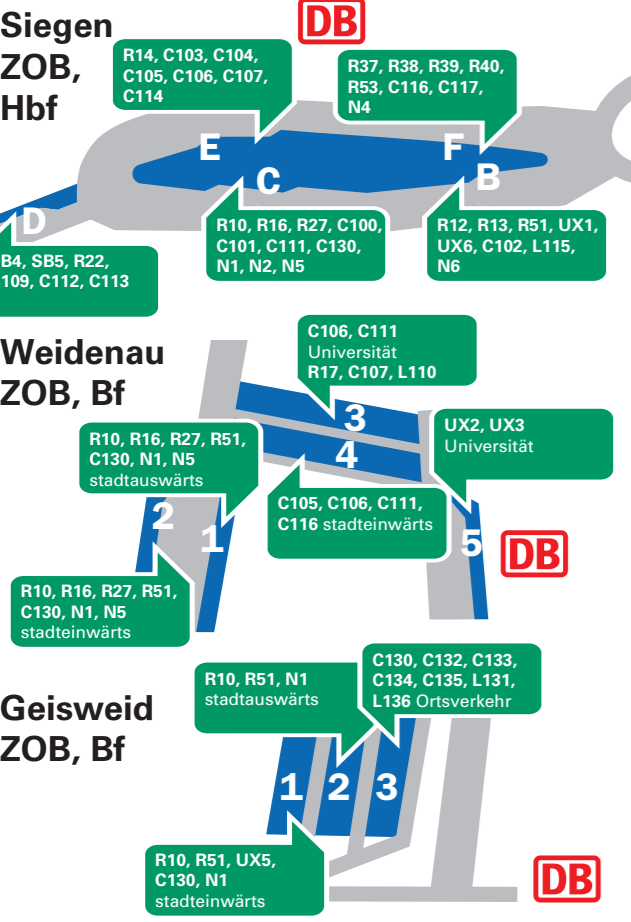 Siegen
ZOB,
Hbf
DB
R14, C103, C104,
C105, C106, C107,
C114
R37, R38, R39, R40,
R53, C116, C117,
N4
E
F
C
B
D
R10, R16, R27, C100,
C101, C111, C130,
N1, N2, N5
R12, R13, R51, UX1,
UX6, C102, L115,
N6
B4, SB5, R22,
109, C112, C113
Weidenau
ZOB, Bf
C106, C111
Universität
R17, C107, L110
3
4
UX2, UX3
Universität
R10, R16, R27, R51,
C130, N1, N5
stadtauswärts
C105, C106, C111,
C116 stadteinwärts
2
1
5
DB
R10, R16, R27, R51,
C130, N1, N5
stadteinwärts
Geisweid
ZOB, Bf
R10, R51, N1
stadtauswärts
C130, C132, C133,
C134, C135, L131,
L136 Ortsverkehr
1
2
3
R10, R51, UX5,
C130, N1
stadteinwärts
DB